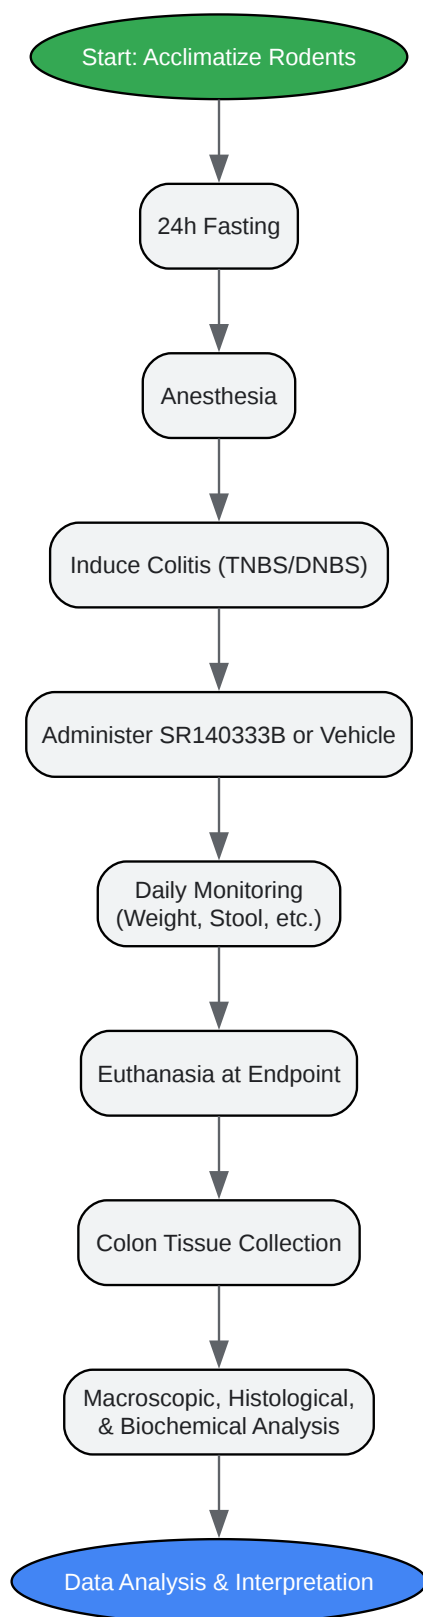 Start: Acclimatize Rodents
24h Fasting
Anesthesia
Induce Colitis (TNBS/DNBS)
Administer SR140333B or Vehicle
Daily Monitoring
(Weight, Stool, etc.)
Euthanasia at Endpoint
Colon Tissue Collection
Macroscopic, Histological,
& Biochemical Analysis
Data Analysis & Interpretation